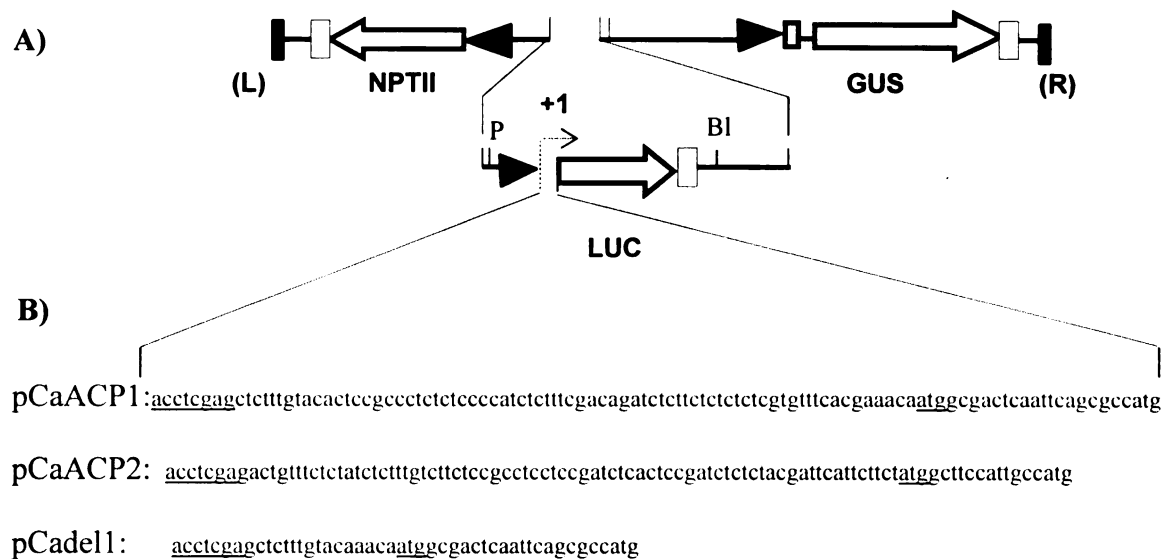 A)
(L)
NPTII
GUS
(R)
+1
P
Bl
LUC
B)
pCaACP1:acctcgagctctttgtacactccgccctctctccccatctctttcgacagatctcttctctctctcgtgtttcacgaaacaatggcgactcaattcagcgccatg
pCaACP2: acctcgagactgtttctctatctctttgtcttctccgcctcctccgatctcactccgatctctctacgattcattcttctatggcttccattgccatg
pCadel1: acctcgagctctttgtacaaacaatggcgactcaattcagcgccatg